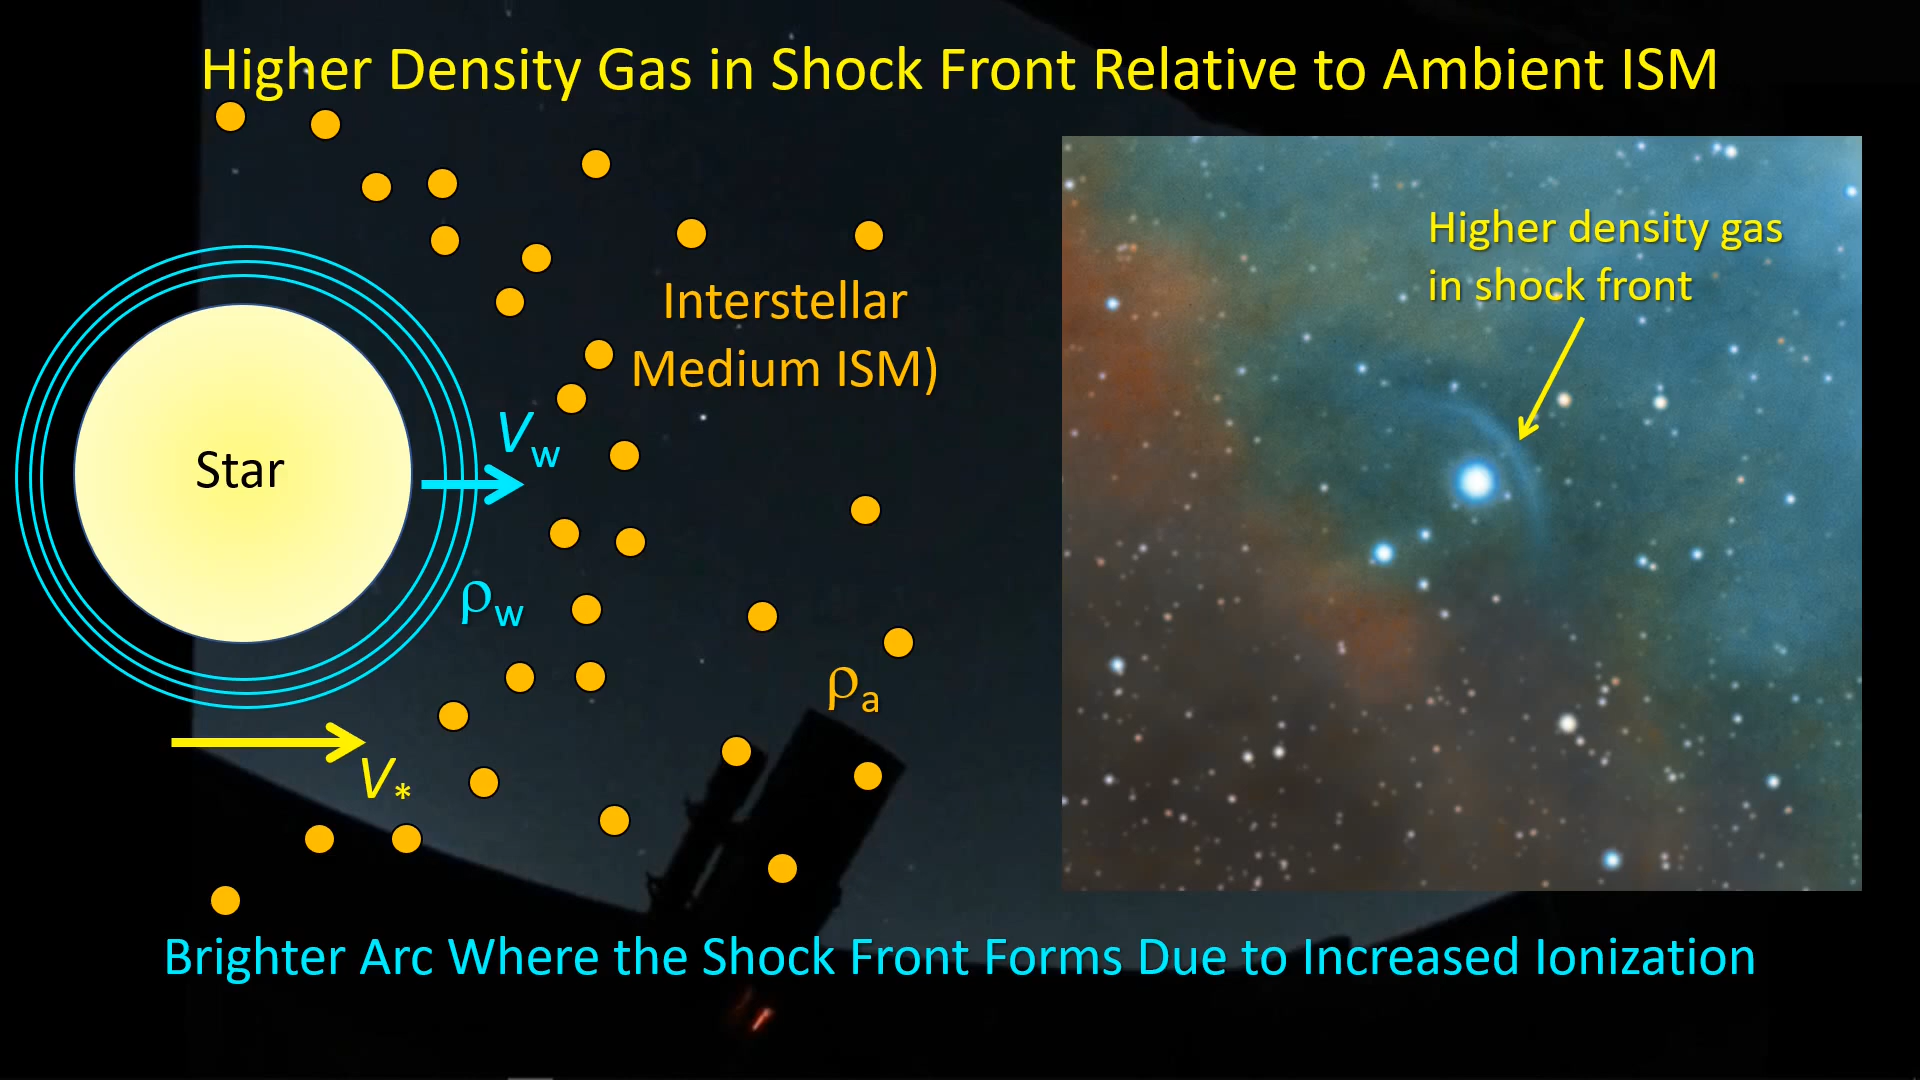 Higher Density Gas in Shock Front Relative to Ambient ISM
Higher density gas
in shock front
Interstellar
Medium ISM)
Star
Vw
ρw
ρa
V*
Brighter Arc Where the Shock Front Forms Due to Increased Ionization